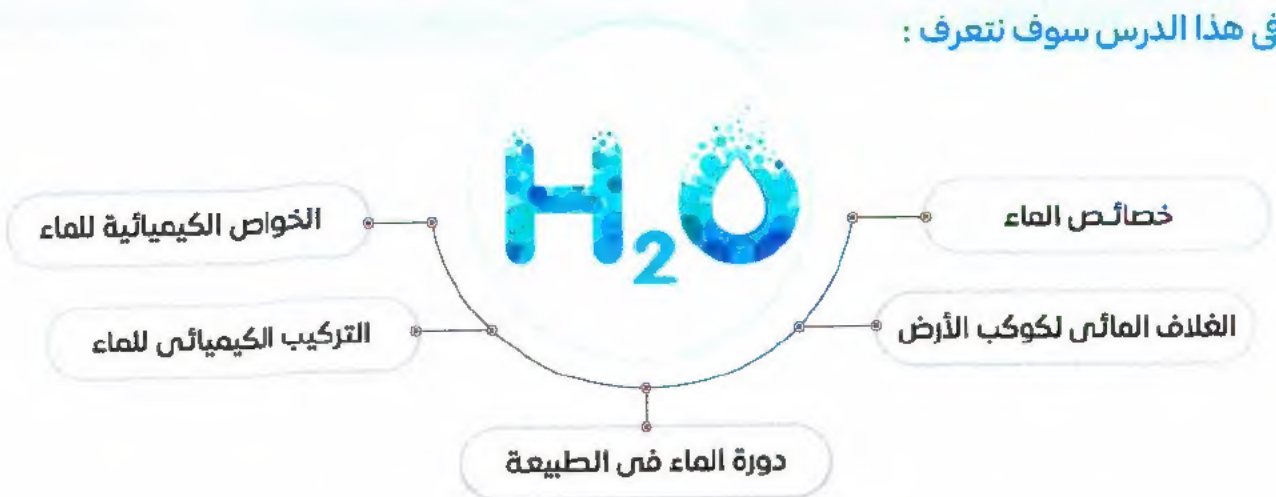 فى هذا الدرس سوف نتعرف :
H₂O
خصائص الماء
الغلاف المائى لكوكب الأرض
دورة الماء فى الطبيعة
التركيب الكيميائى للماء
الخواص الكيميائية للماء